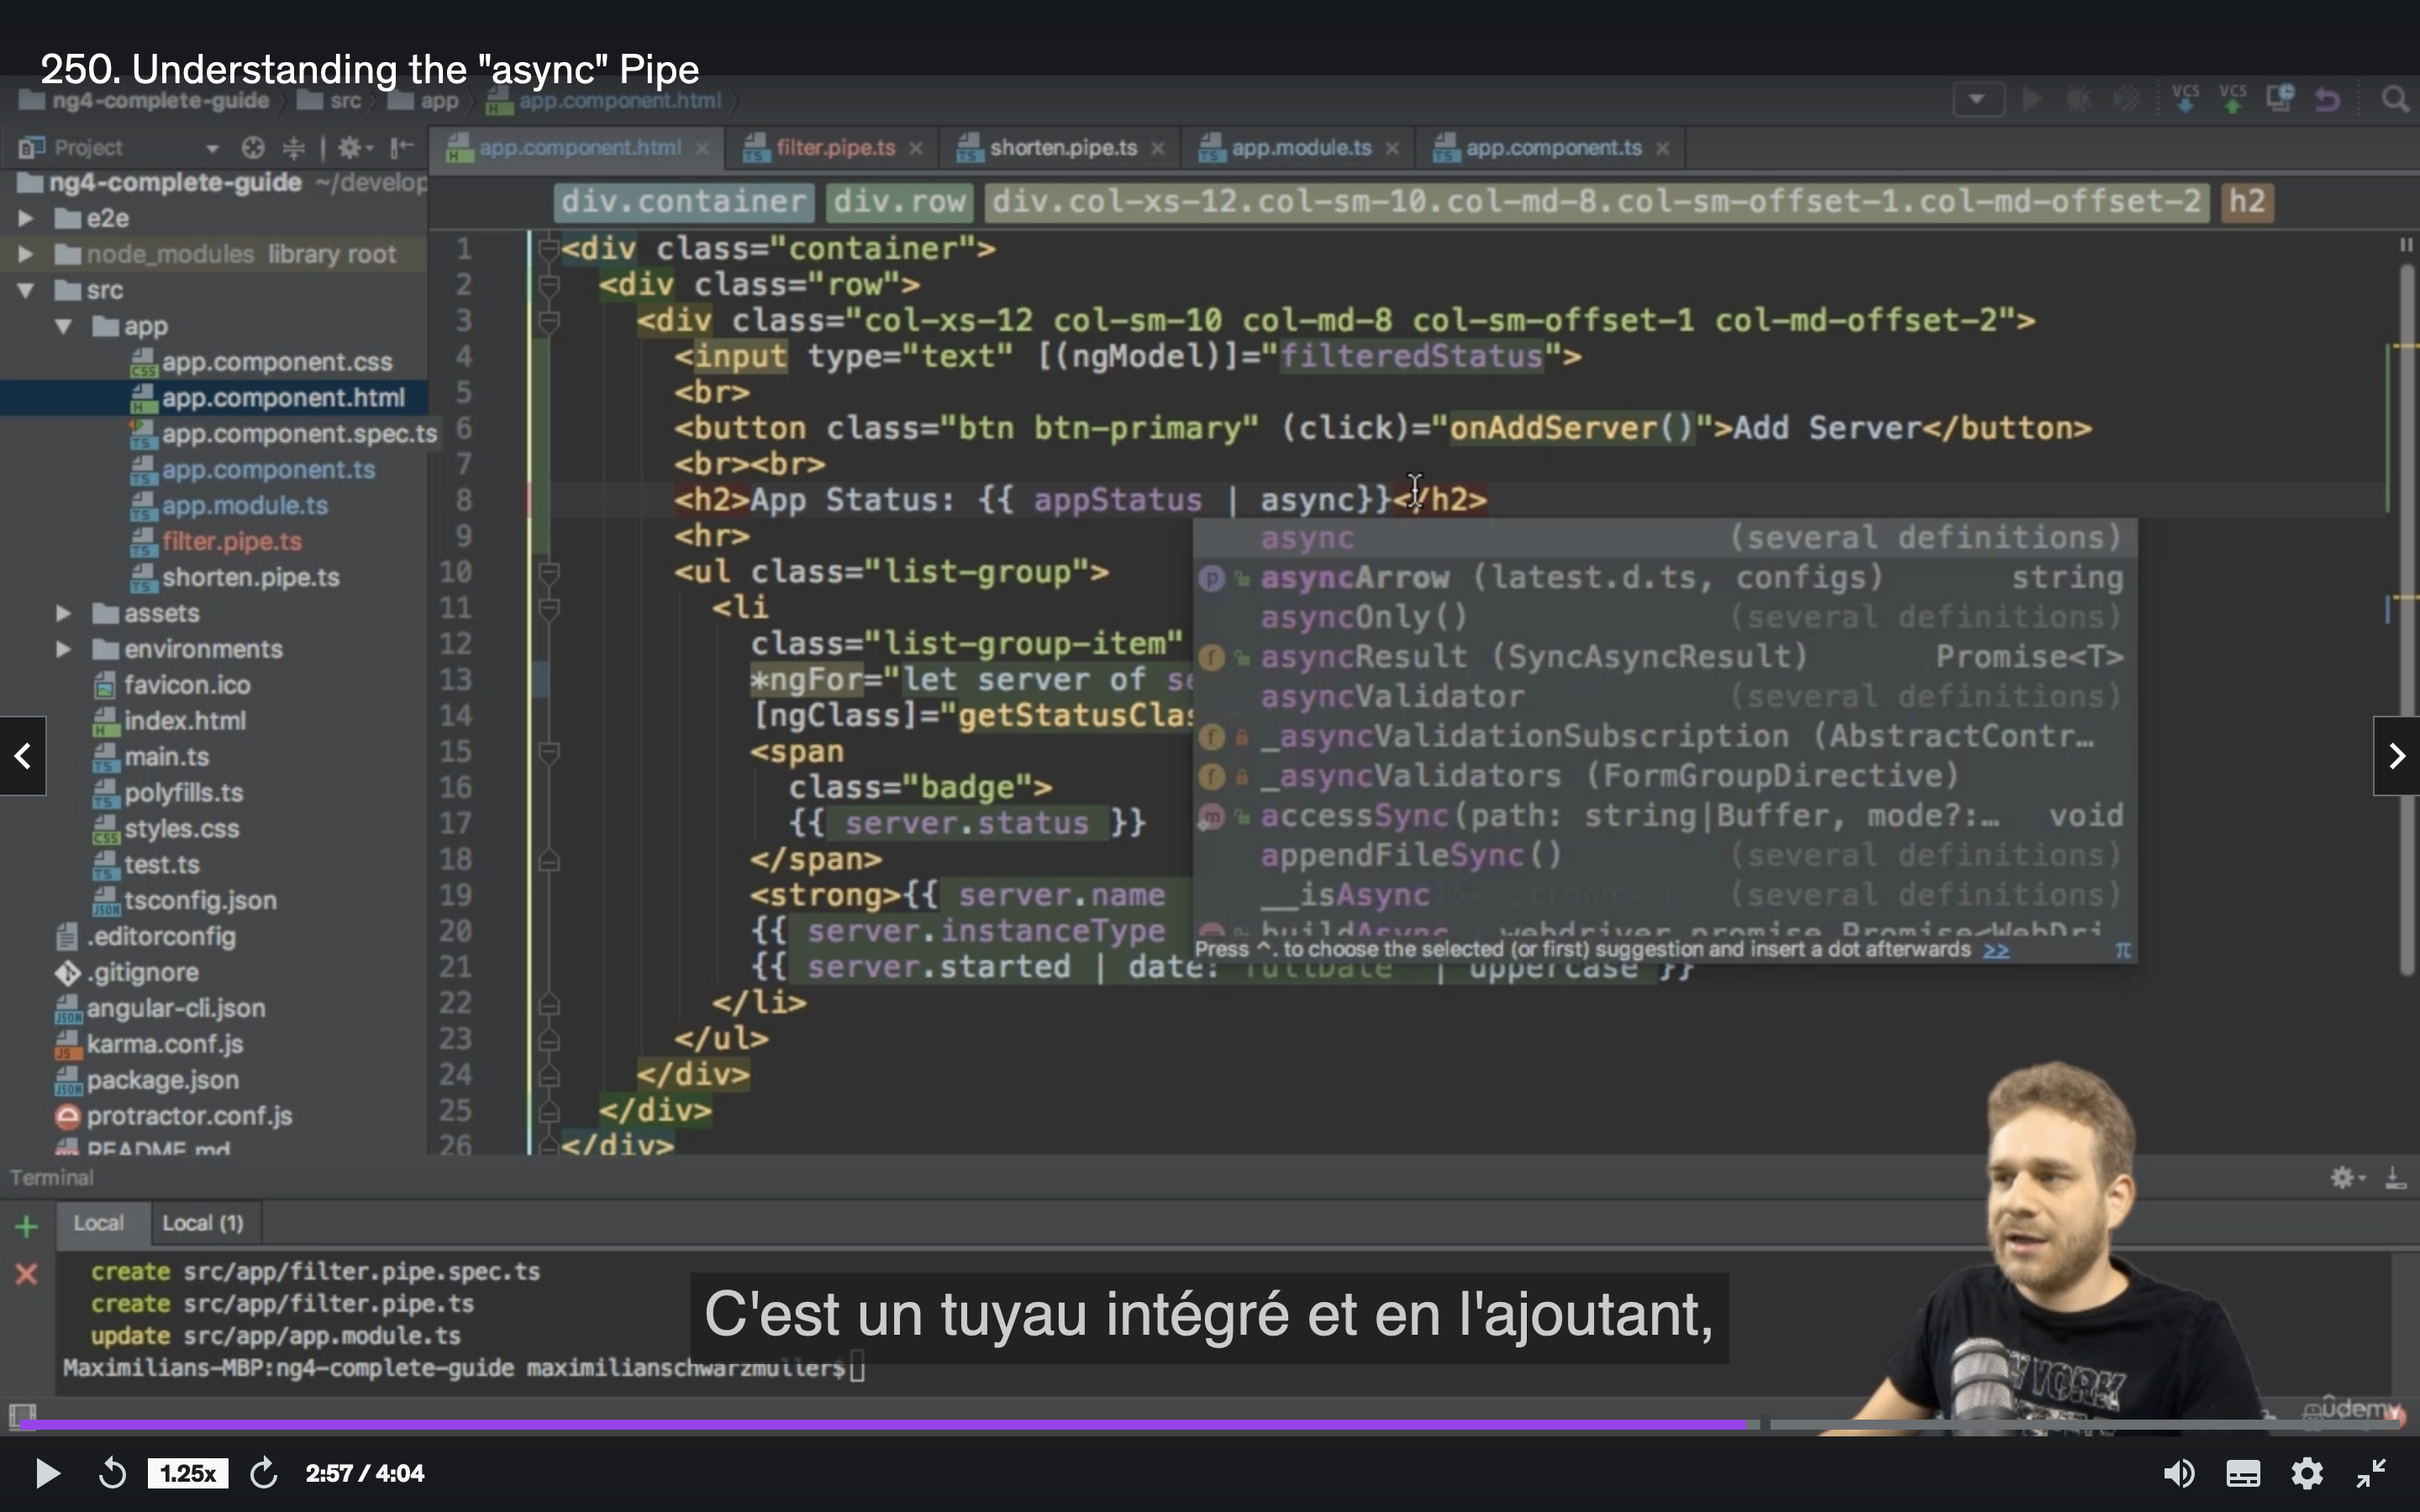 250. Understanding the "async" Pipe
ng4-complete-guide src app app.component.html
VCS VCS
Project
app.component.html filter.pipe.ts shorten.pipe.ts app.module.ts app.component.ts
ng4-complete-guide ~/develop
e2e
node_modules library root
src
app
app.component.css
app.component.html
app.component.spec.ts
app.component.ts
app.module.ts
filter.pipe.ts
shorten.pipe.ts
assets
environments
favicon.ico
index.html
main.ts
polyfills.ts
styles.css
test.ts
tsconfig.json
.editorconfig
.gitignore
angular-cli.json
karma.conf.js
package.json
protractor.conf.js
README.md
div.container div.row div.col-xs-12.col-sm-10.col-md-8.col-sm-offset-1.col-md-offset-2 h2
1 <div class="container">
2 <div class="row">
3 <div class="col-xs-12 col-sm-10 col-md-8 col-sm-offset-1 col-md-offset-2">
4 <input type="text" [(ngModel)]="filteredStatus">
5 <br>
6 <button class="btn btn-primary" (click)="onAddServer()">Add Server</button>
7 <br><br>
8 <h2>App Status: {{ appStatus | async}}</h2>
9 <hr>
10 <ul class="list-group">
11 <li
12 class="list-group-item"
13 *ngFor="let server of se
14 [ngClass]="getStatusClas
15 <span
16 class="badge">
17 {{ server.status }}
18 </span>
19 <strong>{{ server.name
20 {{ server.instanceType
21 {{ server.started | date: 'fullDate' | uppercase }}
22 </li>
23 </ul>
24 </div>
25 </div>
26 </div>
async (several definitions)
asyncArrow (latest.d.ts, configs) string
asyncOnly() (several definitions)
asyncResult (SyncAsyncResult) Promise<T>
asyncValidator (several definitions)
_asyncValidationSubscription (AbstractContr…
_asyncValidators (FormGroupDirective)
accessSync(path: string|Buffer, mode?:… void
appendFileSync() (several definitions)
__isAsync (several definitions)
buildAsync webdriver.promise.Promise<WebDri
Press ^. to choose the selected (or first) suggestion and insert a dot afterwards >> π
Terminal
Local Local (1)
create src/app/filter.pipe.spec.ts
create src/app/filter.pipe.ts
update src/app/app.module.ts
Maximilians-MBP:ng4-complete-guide maximilianschwarzmuller$
C'est un tuyau intégré et en l'ajoutant,
YORK
ûdemy
1.25x 2:57 / 4:04